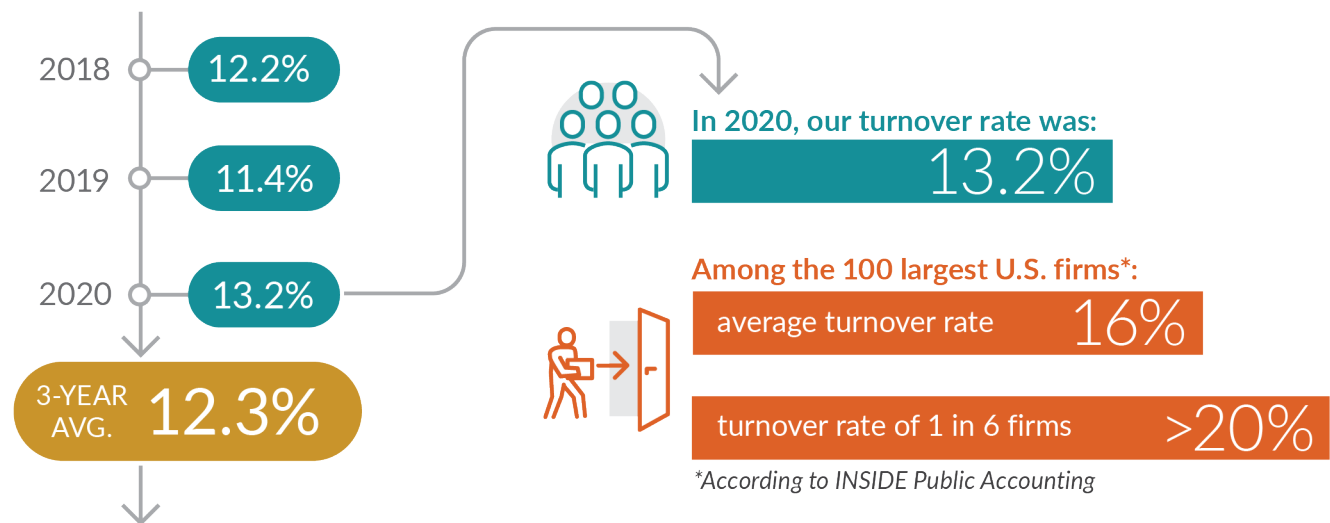 2018
12.2%
2019
11.4%
2020
13.2%
3-YEAR
AVG.
12.3%
In 2020, our turnover rate was:
13.2%
Among the 100 largest U.S. firms*:
average turnover rate 16%
turnover rate of 1 in 6 firms >20%
*According to INSIDE Public Accounting